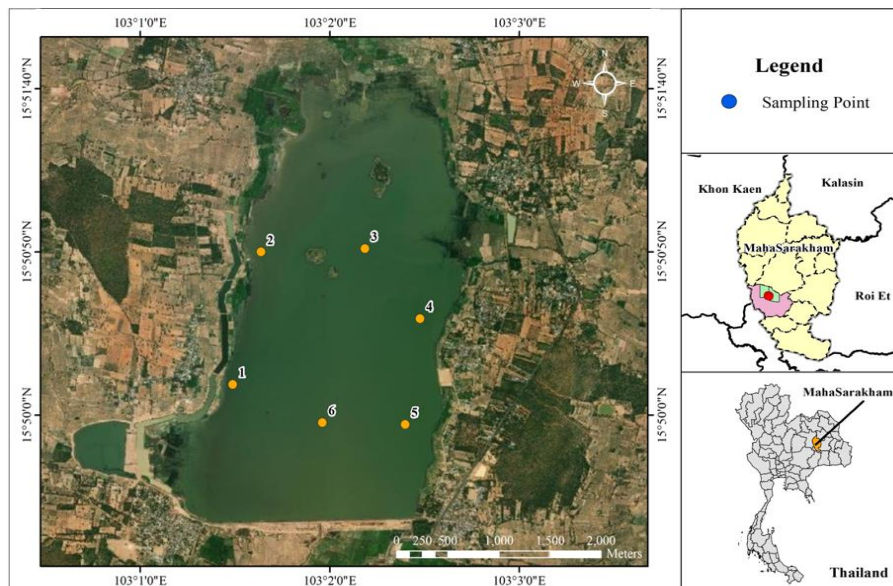 103°1'0"E 103°2'0"E 103°3'0"E
15°51'40"N 15°51'40"N
N
W E
S
2
3
15°50'50"N 15°50'50"N
4
1
6
5
15°50'0"N 15°50'0"N
0 250 500 1,000 1,500 2,000
Meters
103°1'0"E 103°2'0"E 103°3'0"E
Legend
Sampling Point
Khon Kaen
Kalasin
MahaSarakham
Roi Et
MahaSarakham
Thailand